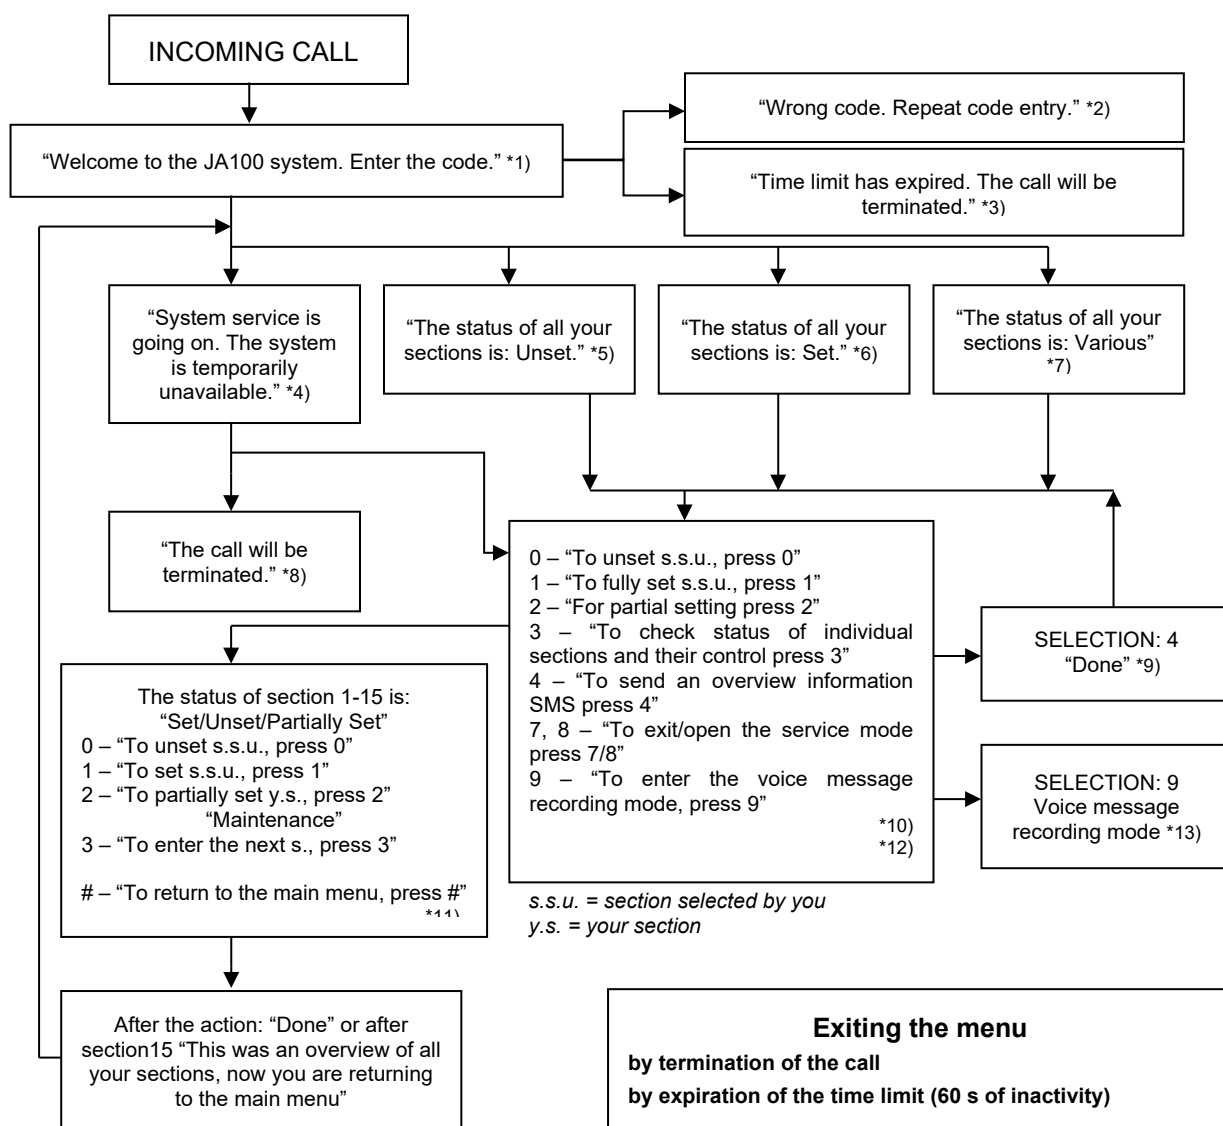 INCOMING CALL
“Wrong code. Repeat code entry.” *2)
“Welcome to the JA100 system. Enter the code.” *1)
“Time limit has expired. The call will be
terminated.” *3)
“System service is
going on. The system
is temporarily
unavailable.” *4)
“The status of all your
sections is: Unset.” *5)
“The status of all your
sections is: Set.” *6)
“The status of all your
sections is: Various”
*7)
“The call will be
terminated.” *8)
0 – “To unset s.s.u., press 0”
1 – “To fully set s.s.u., press 1”
2 – “For partial setting press 2”
3 – “To check status of individual
sections and their control press 3”
4 – “To send an overview information
SMS press 4”
7, 8 – “To exit/open the service mode
press 7/8”
9 – “To enter the voice message
recording mode, press 9”
*10)
*12)
SELECTION: 4
“Done” *9)
SELECTION: 9
Voice message
recording mode *13)
The status of section 1-15 is:
“Set/Unset/Partially Set”
0 – “To unset s.s.u., press 0”
1 – “To set s.s.u., press 1”
2 – “To partially set y.s., press 2”
“Maintenance”
3 – “To enter the next s., press 3”
# – “To return to the main menu, press #”
*11)
s.s.u. = section selected by you
y.s. = your section
After the action: “Done” or after
section15 “This was an overview of all
your sections, now you are returning
to the main menu”
Exiting the menu
by termination of the call
by expiration of the time limit (60 s of inactivity)